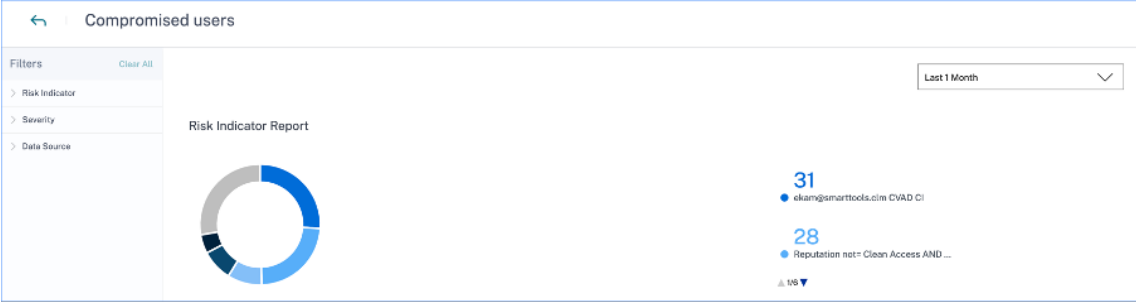 Compromised users
Filters Clear All
Last 1 Month
Risk Indicator
Severity
Data Source
Risk Indicator Report
31
ekam@smarttools.clm CVAD CI
28
Reputation not= Clean Access AND ...
1/6